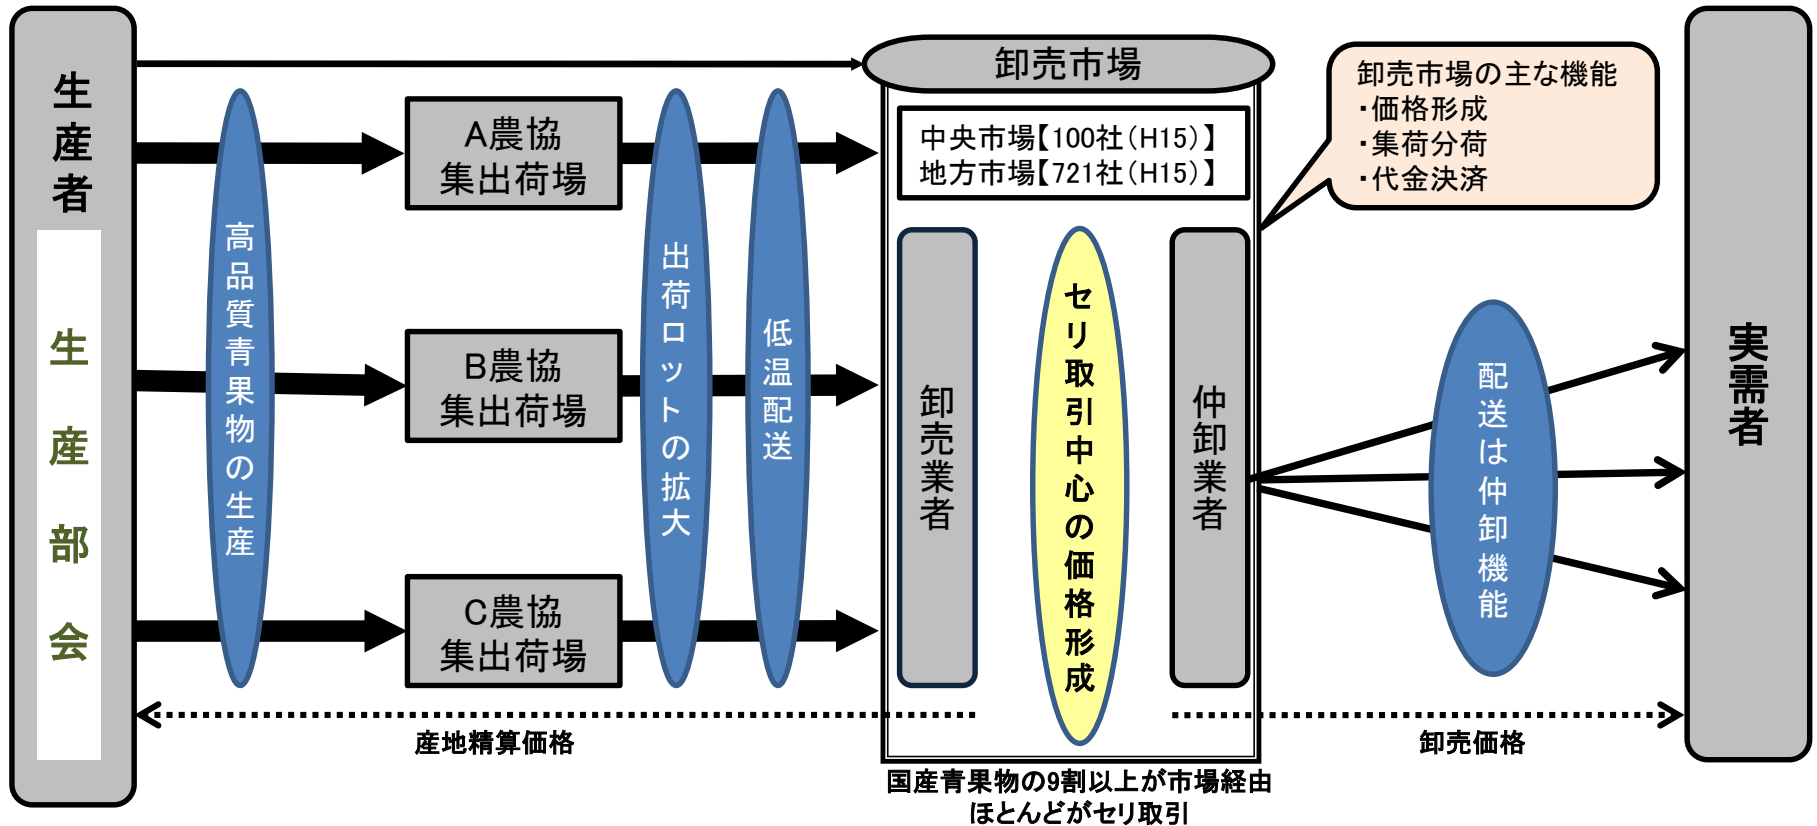 生産者
生産部会
高品質青果物の生産
A農協
集出荷場
B農協
集出荷場
C農協
集出荷場
出荷ロットの拡大
低温配送
卸売市場
中央市場【100社(H15)】
地方市場【721社(H15)】
卸売業者
セリ取引中心の価格形成
仲卸業者
卸売市場の主な機能
・価格形成
・集荷分荷
・代金決済
配送は仲卸機能
実需者
産地精算価格
卸売価格
国産青果物の9割以上が市場経由
ほとんどがセリ取引